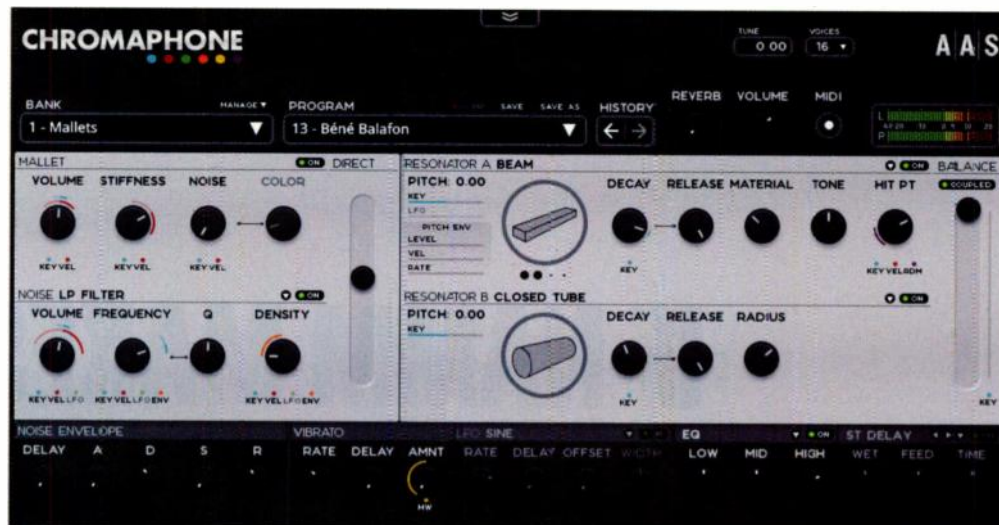 CHROMAPHONE
TUNE VOICES
0.00 16
AAS
BANK MANAGE PROGRAM SAVE SAVE AS HISTORY REVERB VOLUME MIDI
1 - Mallets 13 - Béné Balafon
MALLET ON DIRECT RESONATOR A BEAM ON BALANCE
VOLUME STIFFNESS NOISE COLOR PITCH: 0.00 DECAY RELEASE MATERIAL TONE HIT PT COUPLED
KEY
LFO
PITCH ENV
LEVEL
VEL
RATE
KEY VEL KEY VEL KEY VEL KEY KEY VEL RDM
NOISE LP FILTER ON RESONATOR B CLOSED TUBE ON
VOLUME FREQUENCY Q DENSITY PITCH: 0.00 DECAY RELEASE RADIUS
KEY
KEY VEL LFO KEY VEL LFO ENV KEY VEL LFO ENV KEY KEY
NOISE ENVELOPE VIBRATO LFO SINE EQ ON ST DELAY
DELAY A D S R RATE DELAY AMNT RATE DELAY OFFSET WIDTH LOW MID HIGH WET FEED TIME
MW